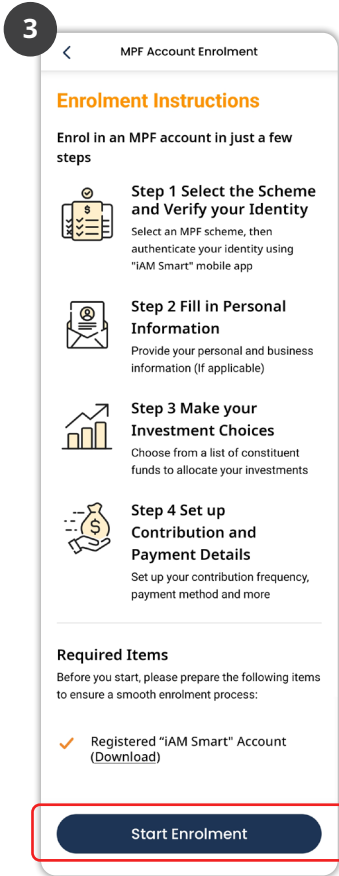 3
MPF Account Enrolment
Enrolment Instructions
Enrol in an MPF account in just a few
steps
Step 1 Select the Scheme
and Verify your Identity
Select an MPF scheme, then
authenticate your identity using
"iAM Smart" mobile app
Step 2 Fill in Personal
Information
Provide your personal and business
information (If applicable)
Step 3 Make your
Investment Choices
Choose from a list of constituent
funds to allocate your investments
Step 4 Set up
Contribution and
Payment Details
Set up your contribution frequency,
payment method and more
Required Items
Before you start, please prepare the following items
to ensure a smooth enrolment process:
Registered “iAM Smart" Account
(Download)
Start Enrolment